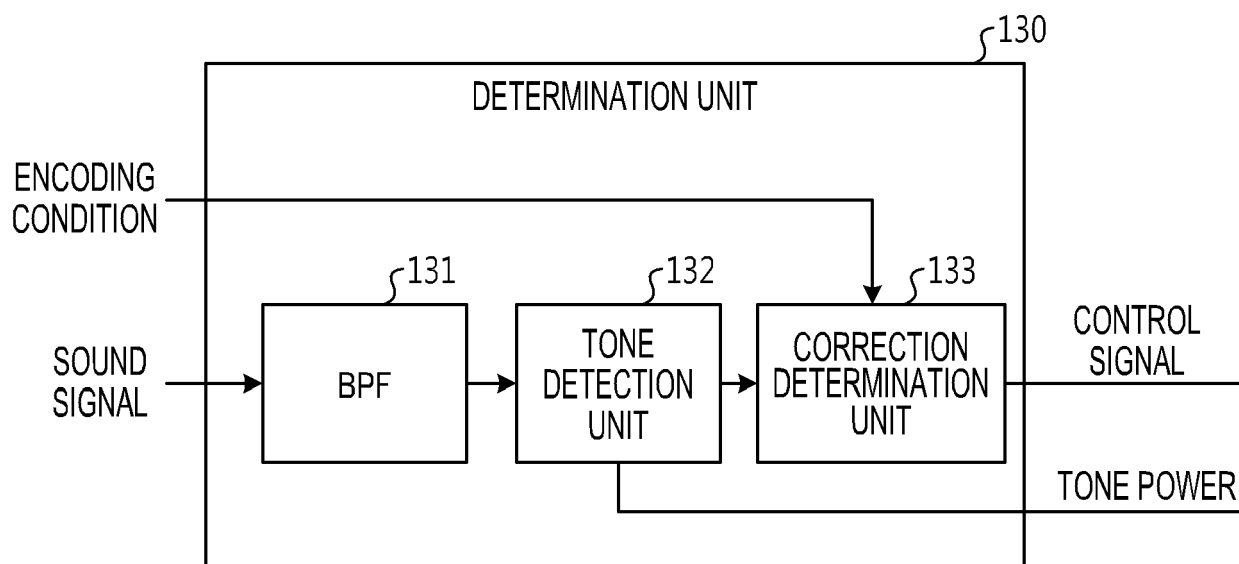 130
DETERMINATION UNIT
ENCODING
CONDITION
131
132
133
SOUND
SIGNAL
BPF
TONE
DETECTION
UNIT
CORRECTION
DETERMINATION
UNIT
CONTROL
SIGNAL
TONE POWER